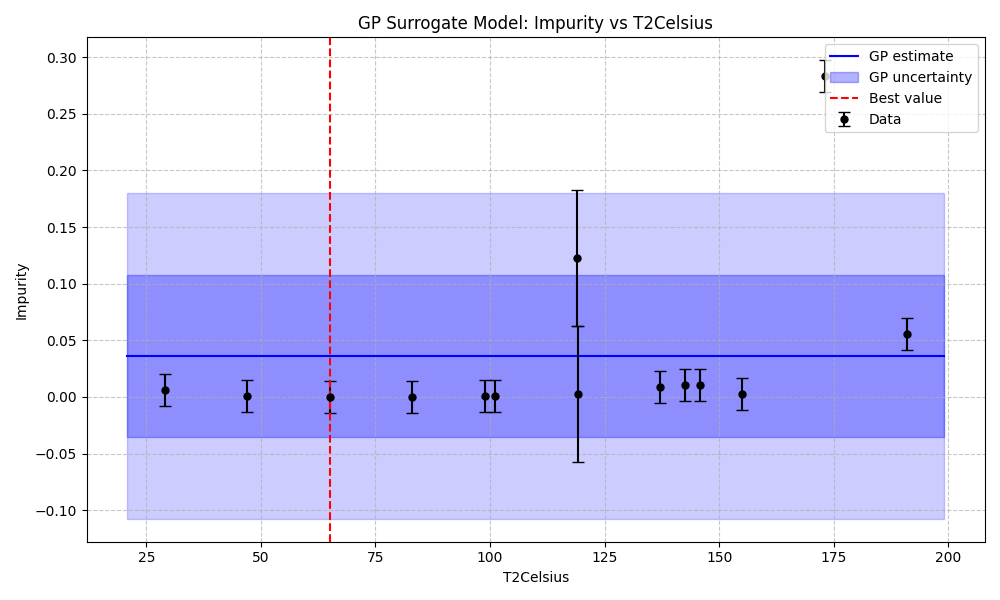 GP Surrogate Model: Impurity vs T2Celsius
GP estimate
GP uncertainty
Best value
Data
Impurity
0.30
0.25
0.20
0.15
0.10
0.05
0.00
−0.05
−0.10
25
50
75
100
125
150
175
200
T2Celsius